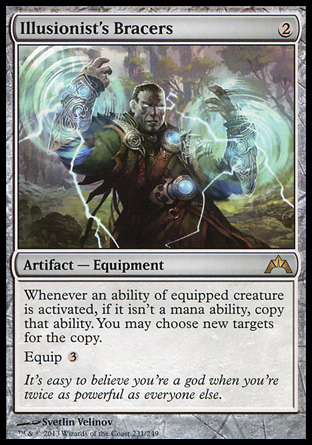 Illusionist's Bracers 2
Artifact — Equipment
Whenever an ability of equipped creature
is activated, if it isn't a mana ability, copy
that ability. You may choose new targets
for the copy.
Equip 3
It's easy to believe you're a god when you're
twice as powerful as everyone else.
Svetlin Velinov
™& © 2013 Wizards of the Coast 231/249